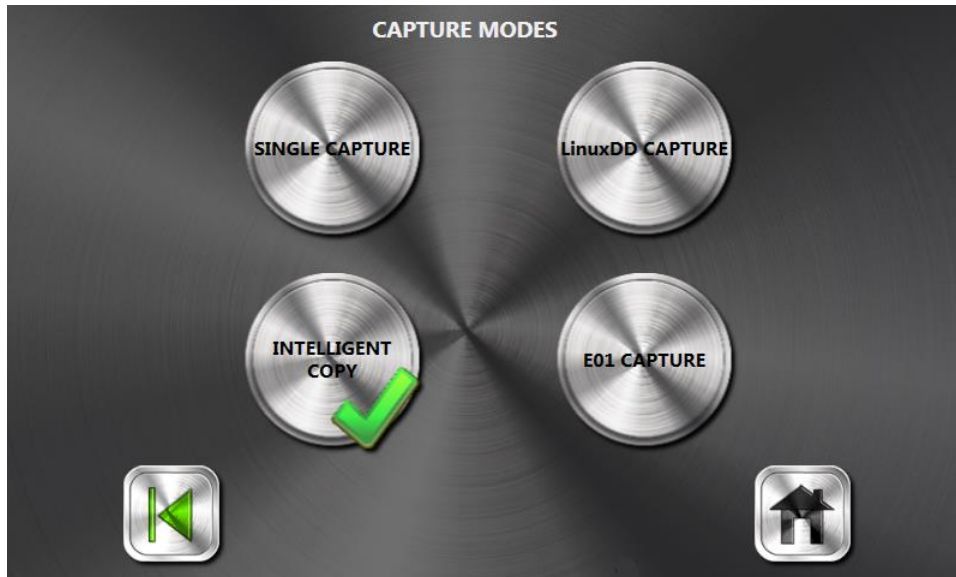 CAPTURE MODES
SINGLE CAPTURE
LinuxDD CAPTURE
INTELLIGENT
COPY
E01 CAPTURE